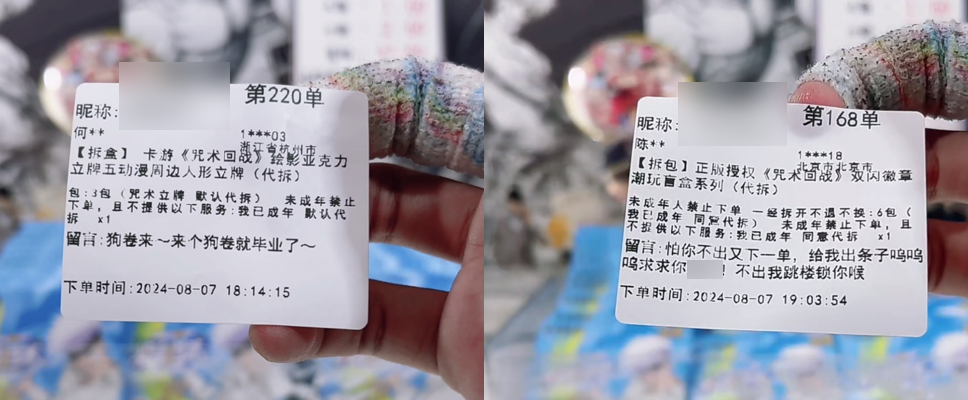 第220单
昵称:
何**
1***03
浙江省杭州市
【拆盒】 卡游《咒术回战》绘影亚克力
立牌五动漫周边人形立牌（代拆）
包:3包（咒术立牌 默认代拆） 未成年禁止
下单，且不提供以下服务:我已成年 默认代
拆 x1
留言:狗卷来～来个狗卷就毕业了～
下单时间:2024-08-07 18:14:15
第168单
昵称:
陈**
1***18
北京市北京市
【拆包】正版授权《咒术回战》双闪徽章
潮玩盲盒系列（代拆）
未成年人禁止下单 一经拆开不退不换:6包（
我已成年 同意代拆） 未成年禁止下单，且
不提供以下服务:我已成年 同意代拆 x1
留言:怕你不出又下一单，给我出条子呜呜
呜求求你 ！不出我跳楼锁你喉
下单时间:2024-08-07 19:03:54